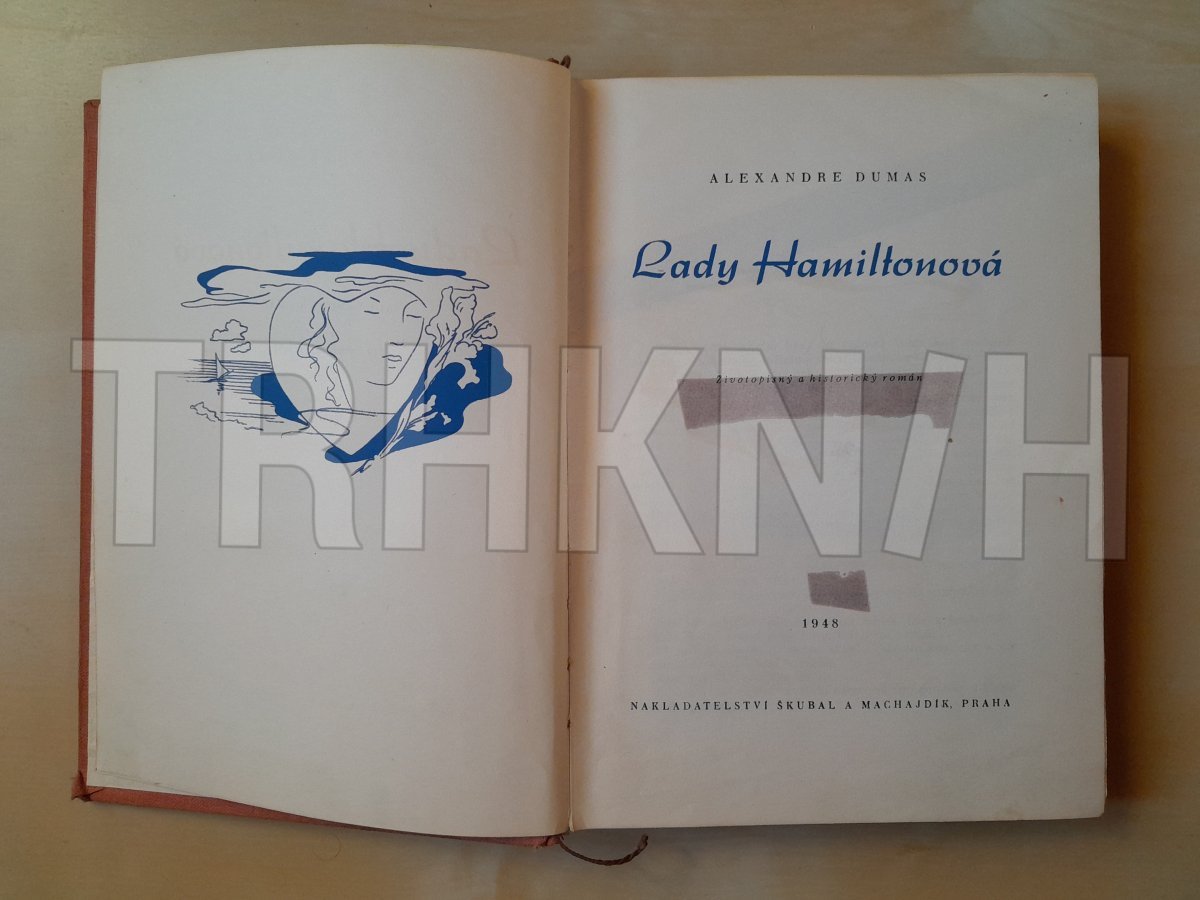 ALEXANDRE DUMAS
Lady Hamiltonová
Životopisný a historický román
TRHKNIH
1948
NAKLADATELSTVÍ ŠKUBAL A MACHAJDÍK, PRAHA